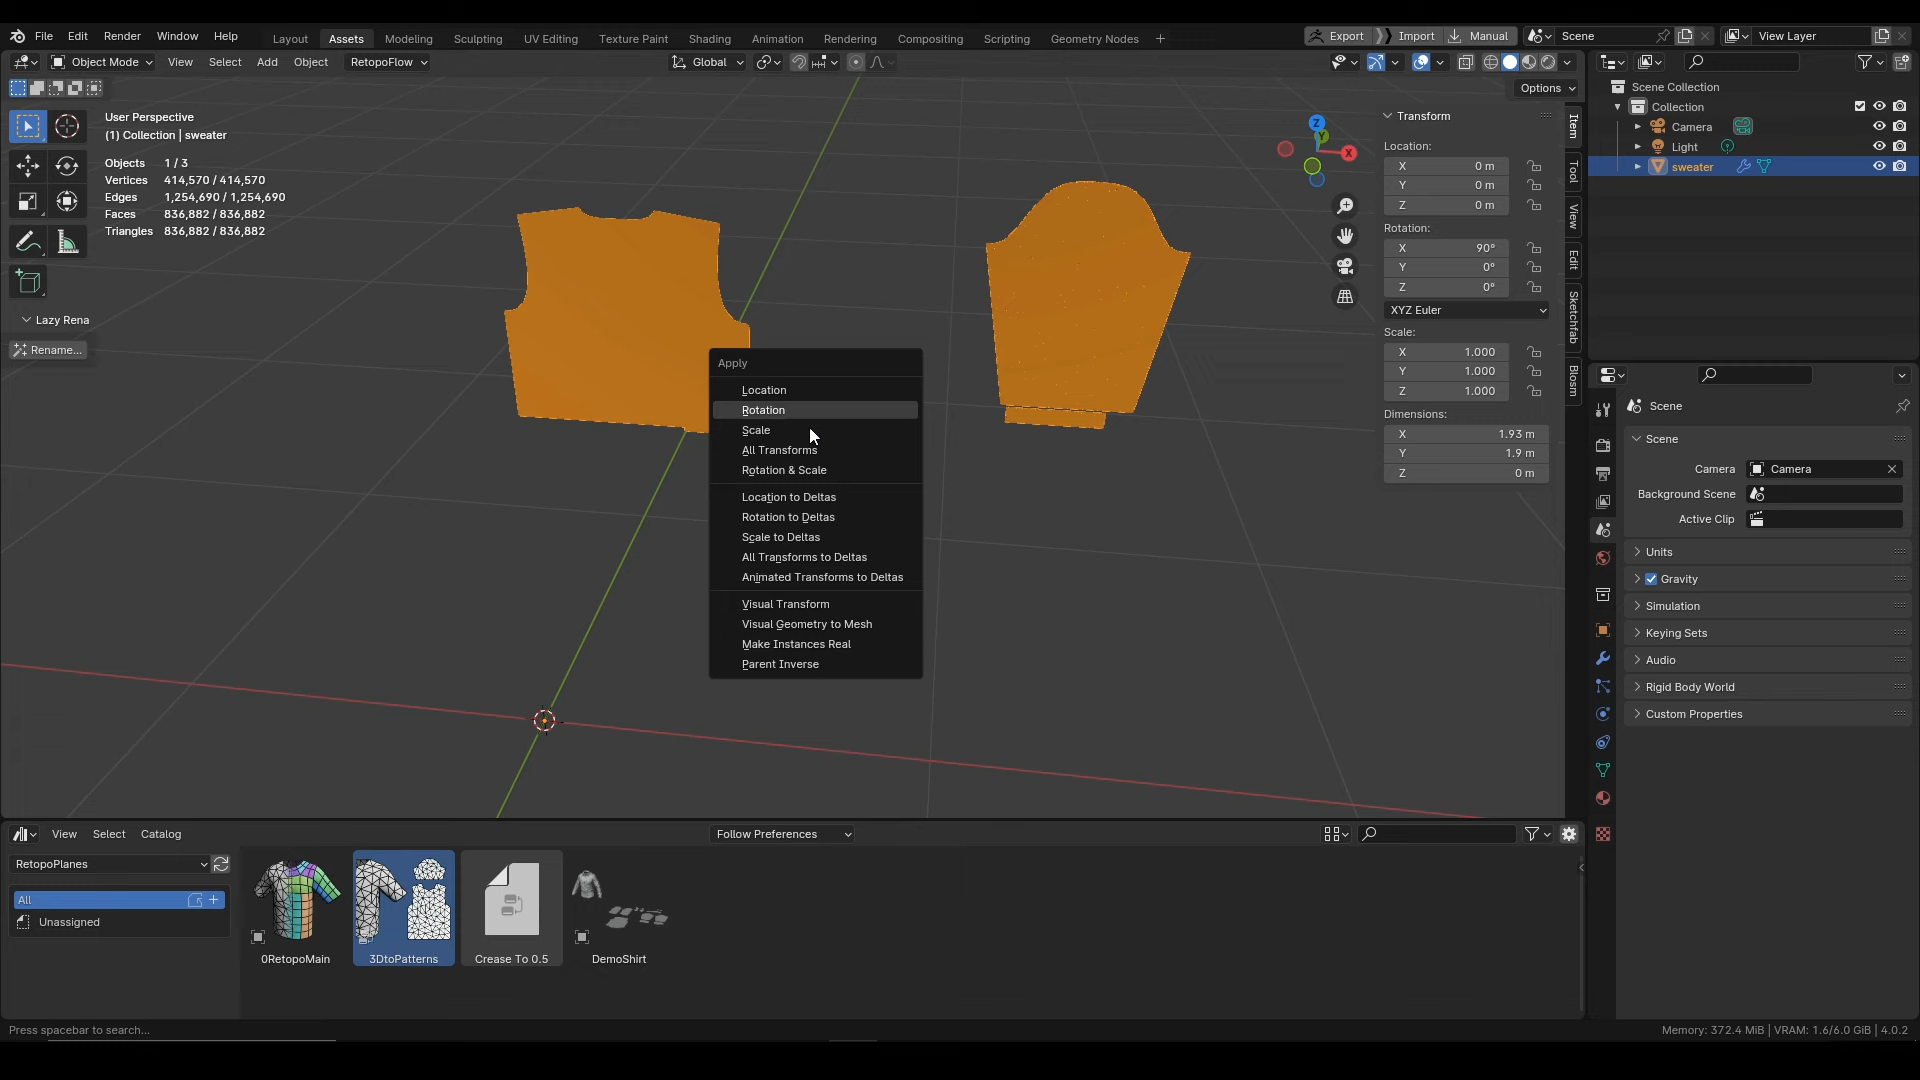 File Edit Render Window Help
Layout Assets Modeling Sculpting UV Editing Texture Paint Shading Animation Rendering Compositing Scripting Geometry Nodes +
Export Import Manual Scene View Layer
Object Mode View Select Add Object RetopoFlow Global
Options
User Perspective
(1) Collection | sweater
Objects 1 / 3
Vertices 414,570 / 414,570
Edges 1,254,690 / 1,254,690
Faces 836,882 / 836,882
Triangles 836,882 / 836,882
Lazy Rena
Rename...
Z
Y
X
Apply
Location
Rotation
Scale
All Transforms
Rotation & Scale
Location to Deltas
Rotation to Deltas
Scale to Deltas
All Transforms to Deltas
Animated Transforms to Deltas
Visual Transform
Visual Geometry to Mesh
Make Instances Real
Parent Inverse
Transform
Location:
X 0 m
Y 0 m
Z 0 m
Rotation:
X 90°
Y 0°
Z 0°
XYZ Euler
Scale:
X 1.000
Y 1.000
Z 1.000
Dimensions:
X 1.93 m
Y 1.9 m
Z 0 m
Item
Tool
View
Edit
Sketchfab
Blosm
Scene Collection
Collection
Camera
Light
sweater
Scene
Scene
Camera Camera
Background Scene
Active Clip
Units
Gravity
Simulation
Keying Sets
Audio
Rigid Body World
Custom Properties
View Select Catalog Follow Preferences
RetopoPlanes
All
Unassigned
0RetopoMain
3DtoPatterns
Crease To 0.5
DemoShirt
Press spacebar to search...
Memory: 372.4 MiB | VRAM: 1.6/6.0 GiB | 4.0.2